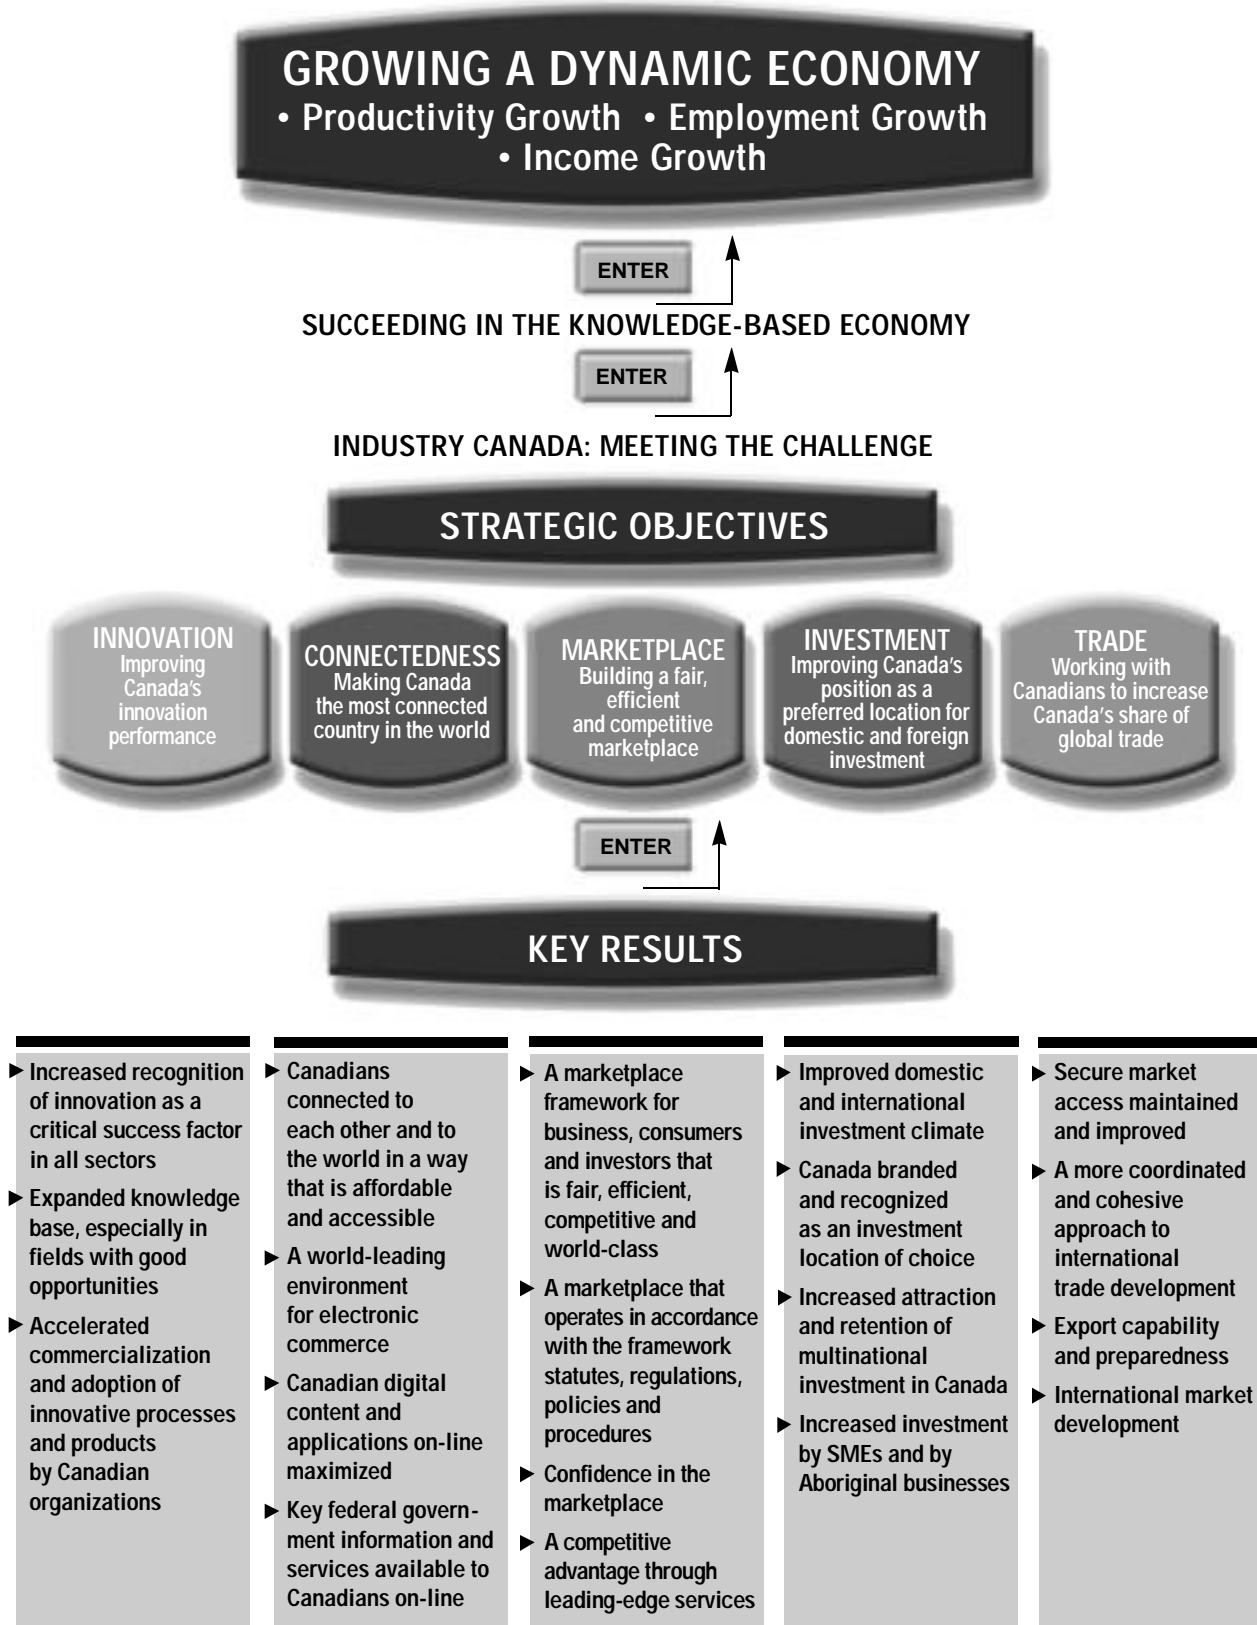 GROWING A DYNAMIC ECONOMY
• Productivity Growth • Employment Growth
• Income Growth
ENTER
SUCCEEDING IN THE KNOWLEDGE-BASED ECONOMY
ENTER
INDUSTRY CANADA: MEETING THE CHALLENGE
STRATEGIC OBJECTIVES
INNOVATION
Improving
Canada's
innovation
performance
CONNECTEDNESS
Making Canada
the most connected
country in the world
MARKETPLACE
Building a fair,
efficient
and competitive
marketplace
INVESTMENT
Improving Canada's
position as a
preferred location for
domestic and foreign
investment
TRADE
Working with
Canadians to increase
Canada's share of
global trade
ENTER
KEY RESULTS
► Increased recognition
of innovation as a
critical success factor
in all sectors
► Expanded knowledge
base, especially in
fields with good
opportunities
► Accelerated
commercialization
and adoption of
innovative processes
and products
by Canadian
organizations
► Canadians
connected to
each other and to
the world in a way
that is affordable
and accessible
► A world-leading
environment
for electronic
commerce
► Canadian digital
content and
applications on-line
maximized
► Key federal govern-
ment information and
services available to
Canadians on-line
► A marketplace
framework for
business, consumers
and investors that
is fair, efficient,
competitive and
world-class
► A marketplace that
operates in accordance
with the framework
statutes, regulations,
policies and
procedures
► Confidence in the
marketplace
► A competitive
advantage through
leading-edge services
► Improved domestic
and international
investment climate
► Canada branded
and recognized
as an investment
location of choice
► Increased attraction
and retention of
multinational
investment in Canada
► Increased investment
by SMEs and by
Aboriginal businesses
► Secure market
access maintained
and improved
► A more coordinated
and cohesive
approach to
international
trade development
► Export capability
and preparedness
► International market
development